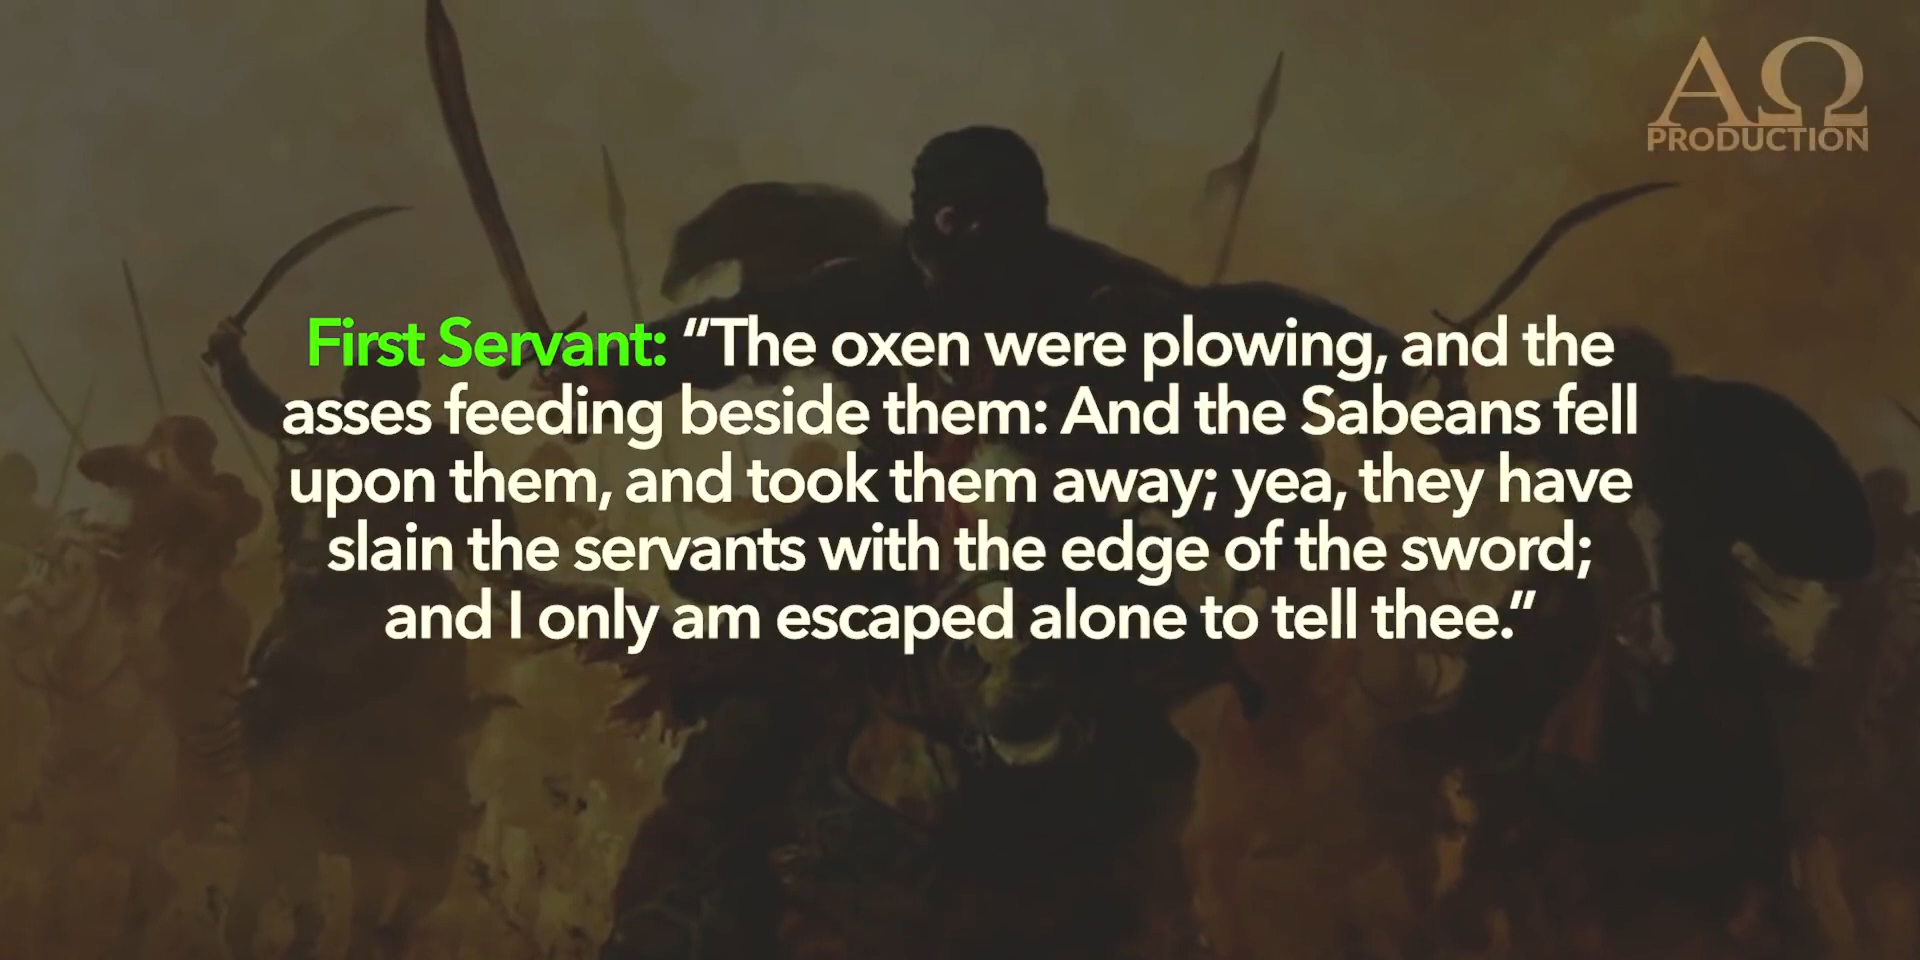 ΑΩ
PRODUCTION
First Servant: “The oxen were plowing, and the
asses feeding beside them: And the Sabeans fell
upon them, and took them away; yea, they have
slain the servants with the edge of the sword;
and I only am escaped alone to tell thee.”